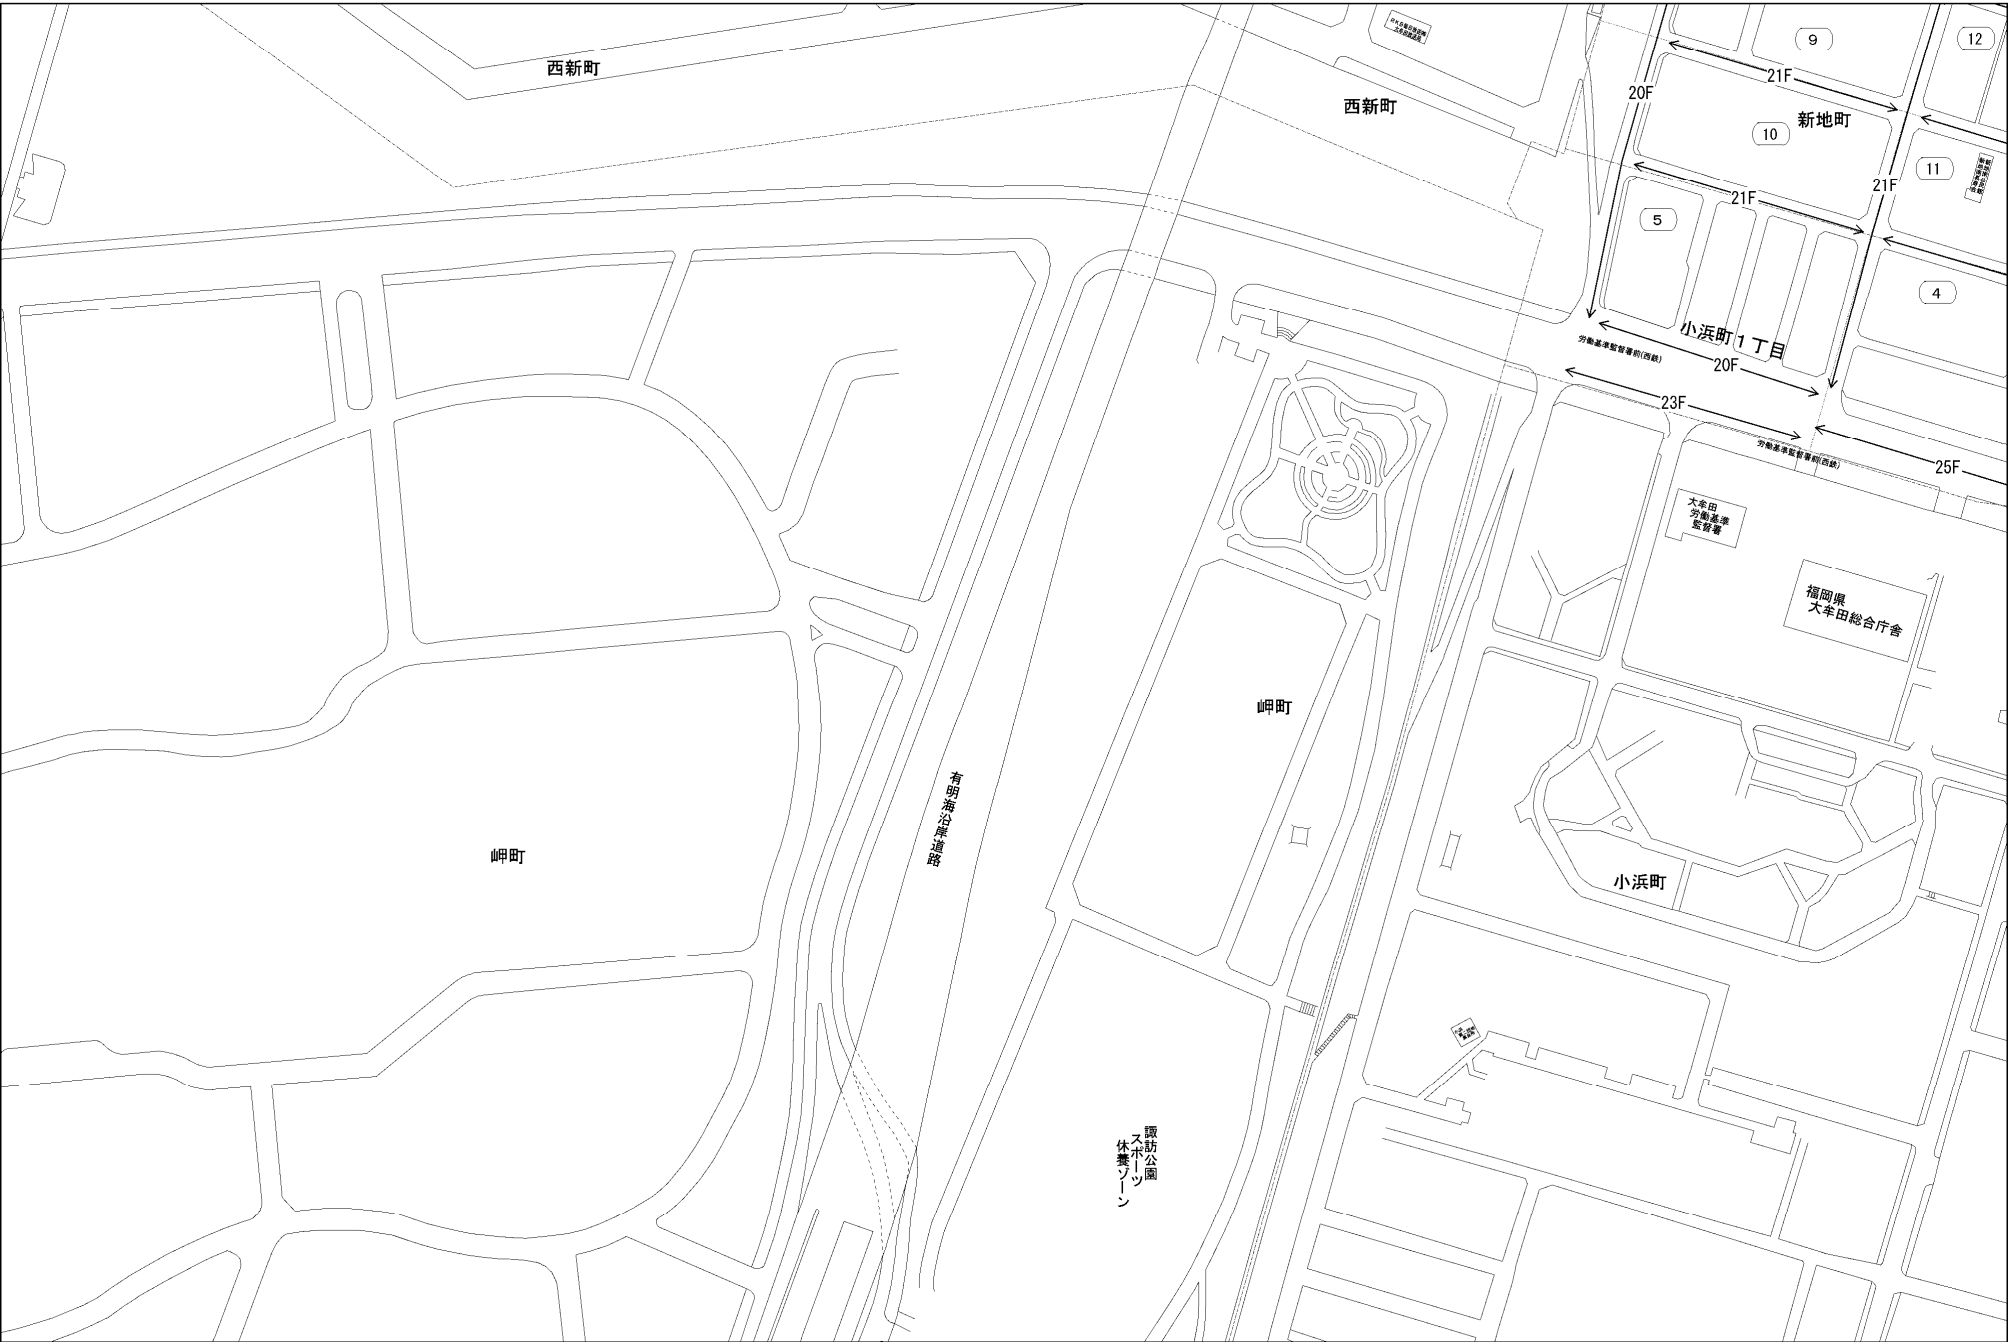 西新町
西新町
9
12
21F
20F
新地町
10
11
21F
21F
5
4
小浜町1丁目
労働基準監督署前(西鉄)
20F
23F
労働基準監督署前(西鉄)
25F
大牟田
労働基準
監督署
福岡県
大牟田総合庁舎
岬町
有明海沿岸道路
岬町
小浜町
諏訪公園
スポーツ
休養ゾーン